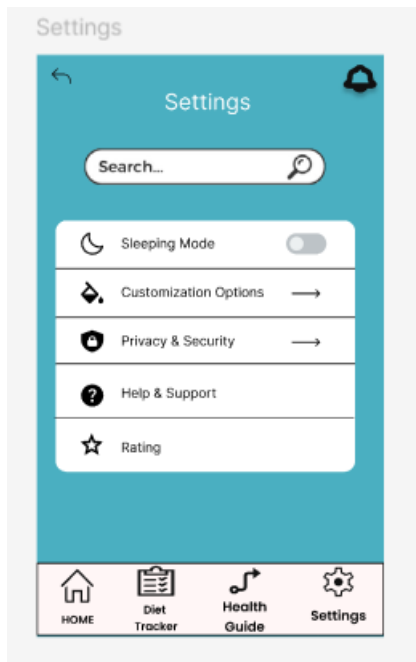 Settings
Settings
Search...
Sleeping Mode
Customization Options
Privacy & Security
Help & Support
Rating
HOME
Diet
Tracker
Health
Guide
Settings